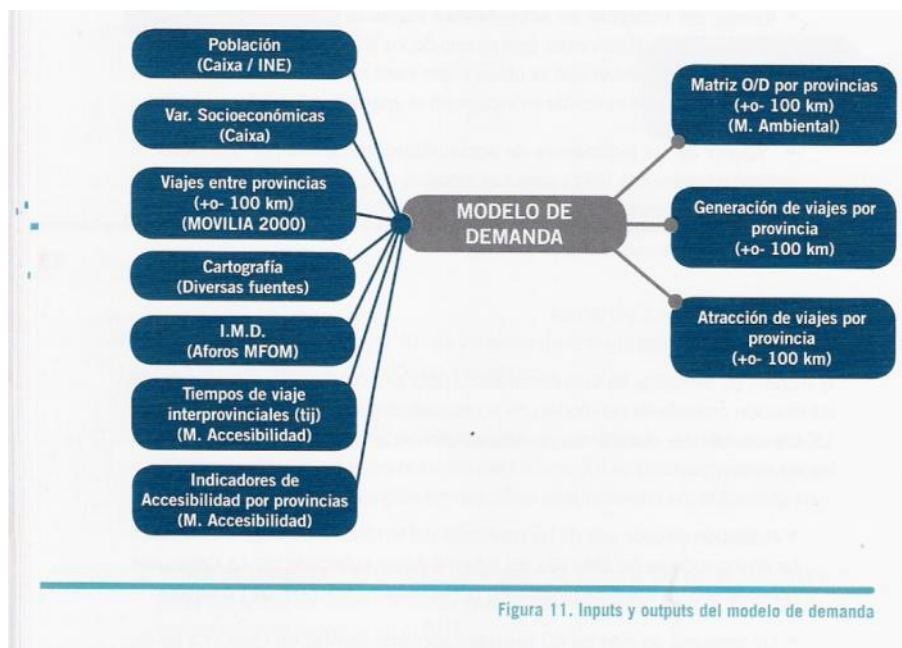 Población
(Caixa / INE)
Var. Socioeconómicas
(Caixa)
Viajes entre provincias
(+o- 100 km)
(MOVILIA 2000)
Cartografía
(Diversas fuentes)
I.M.D.
(Aforos MFOM)
Tiempos de viaje
interprovinciales (tij)
(M. Accesibilidad)
Indicadores de
Accesibilidad por provincias
(M. Accesibilidad)
MODELO DE
DEMANDA
Matriz O/D por provincias
(+o- 100 km)
(M. Ambiental)
Generación de viajes por
provincia
(+o- 100 km)
Atracción de viajes por
provincia
(+o- 100 km)
Figura 11. Inputs y outputs del modelo de demanda